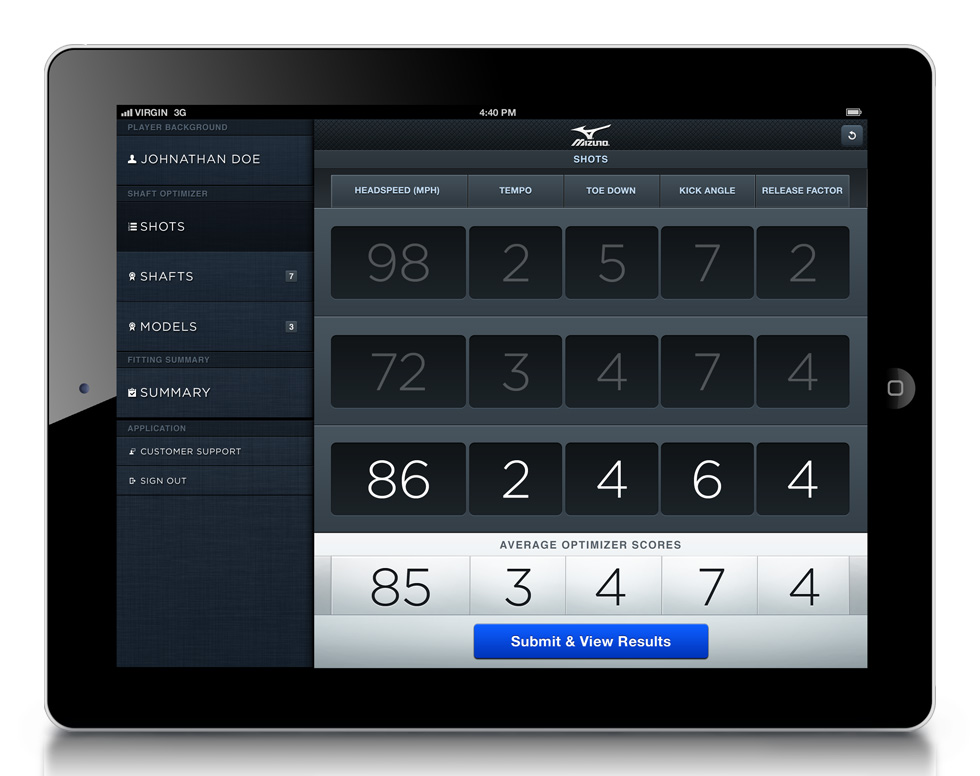 VIRGIN 3G
4:40 PM
PLAYER BACKGROUND
JOHNATHAN DOE
SHAFT OPTIMIZER
SHOTS
SHAFTS 7
MODELS 3
FITTING SUMMARY
SUMMARY
APPLICATION
CUSTOMER SUPPORT
SIGN OUT
MIZUNO
SHOTS
HEADSPEED (MPH) TEMPO TOE DOWN KICK ANGLE RELEASE FACTOR
98 2 5 7 2
72 3 4 7 4
86 2 4 6 4
AVERAGE OPTIMIZER SCORES
85 3 4 7 4
Submit & View Results